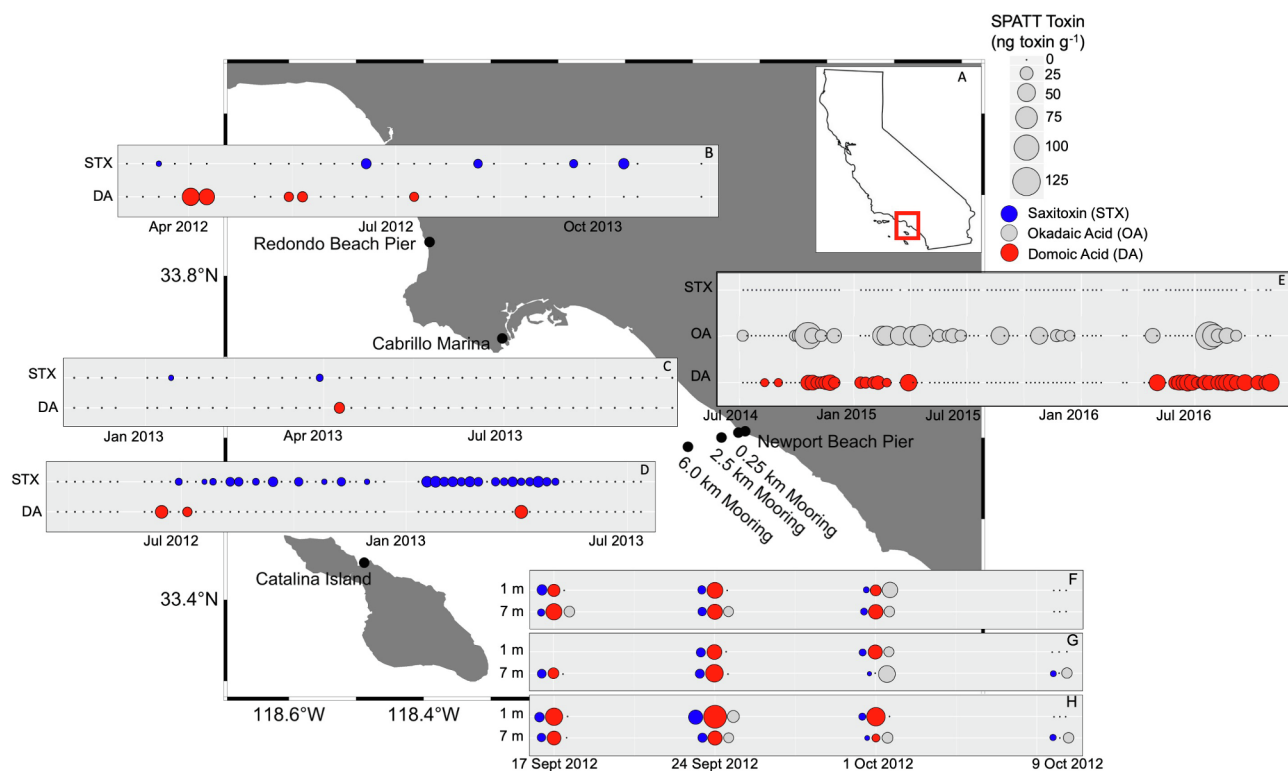 SPATT Toxin
(ng toxin g⁻¹)
0
25
50
75
100
125
Saxitoxin (STX)
Okadaic Acid (OA)
Domoic Acid (DA)
A
B
STX
DA
Apr 2012
Jul 2012
Oct 2013
Redondo Beach Pier
33.8°N
E
STX
OA
DA
Jul 2014
Jan 2015
Jul 2015
Jan 2016
Jul 2016
Cabrillo Marina
C
STX
DA
Jan 2013
Apr 2013
Jul 2013
Newport Beach Pier
0.25 km Mooring
2.5 km Mooring
6.0 km Mooring
D
STX
DA
Jul 2012
Jan 2013
Jul 2013
Catalina Island
33.4°N
F
1 m
7 m
G
1 m
7 m
H
1 m
7 m
118.6°W
118.4°W
17 Sept 2012
24 Sept 2012
1 Oct 2012
9 Oct 2012